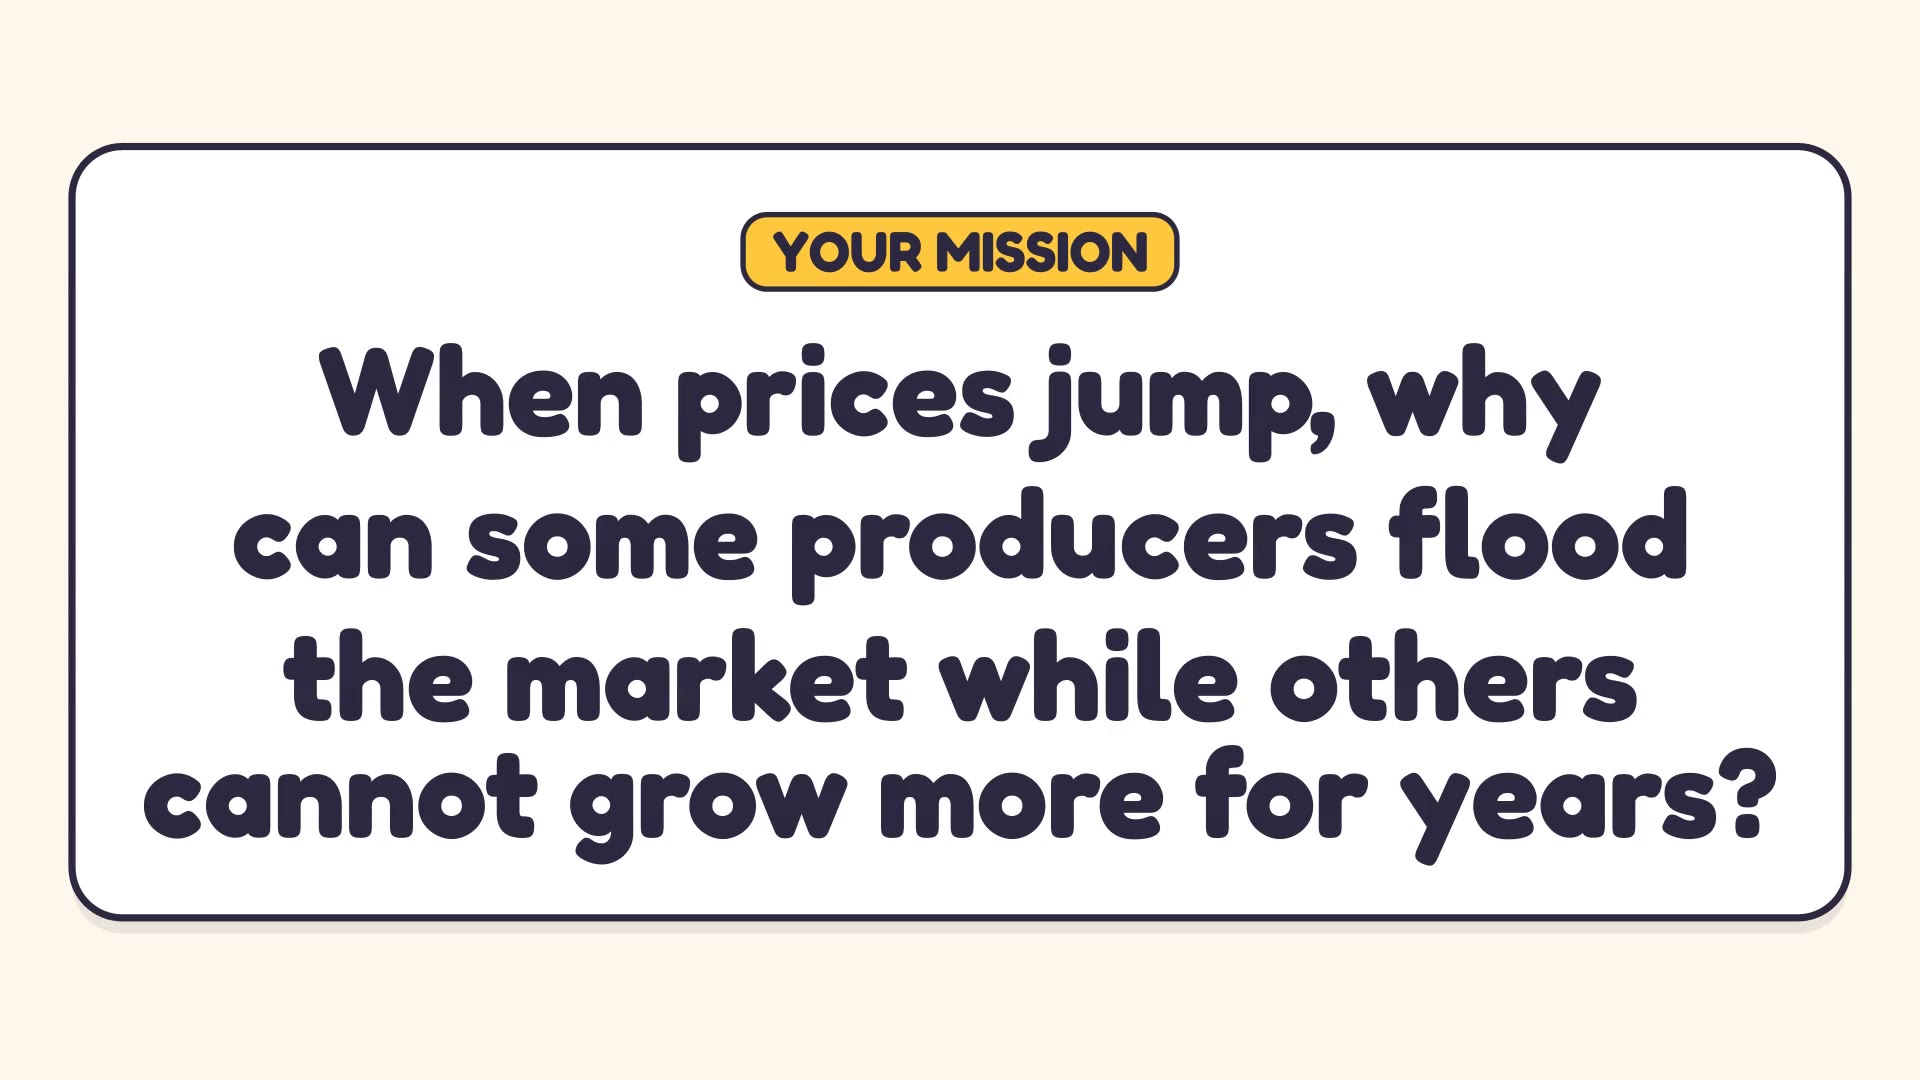 YOUR MISSION
When prices jump, why
can some producers flood
the market while others
cannot grow more for years?